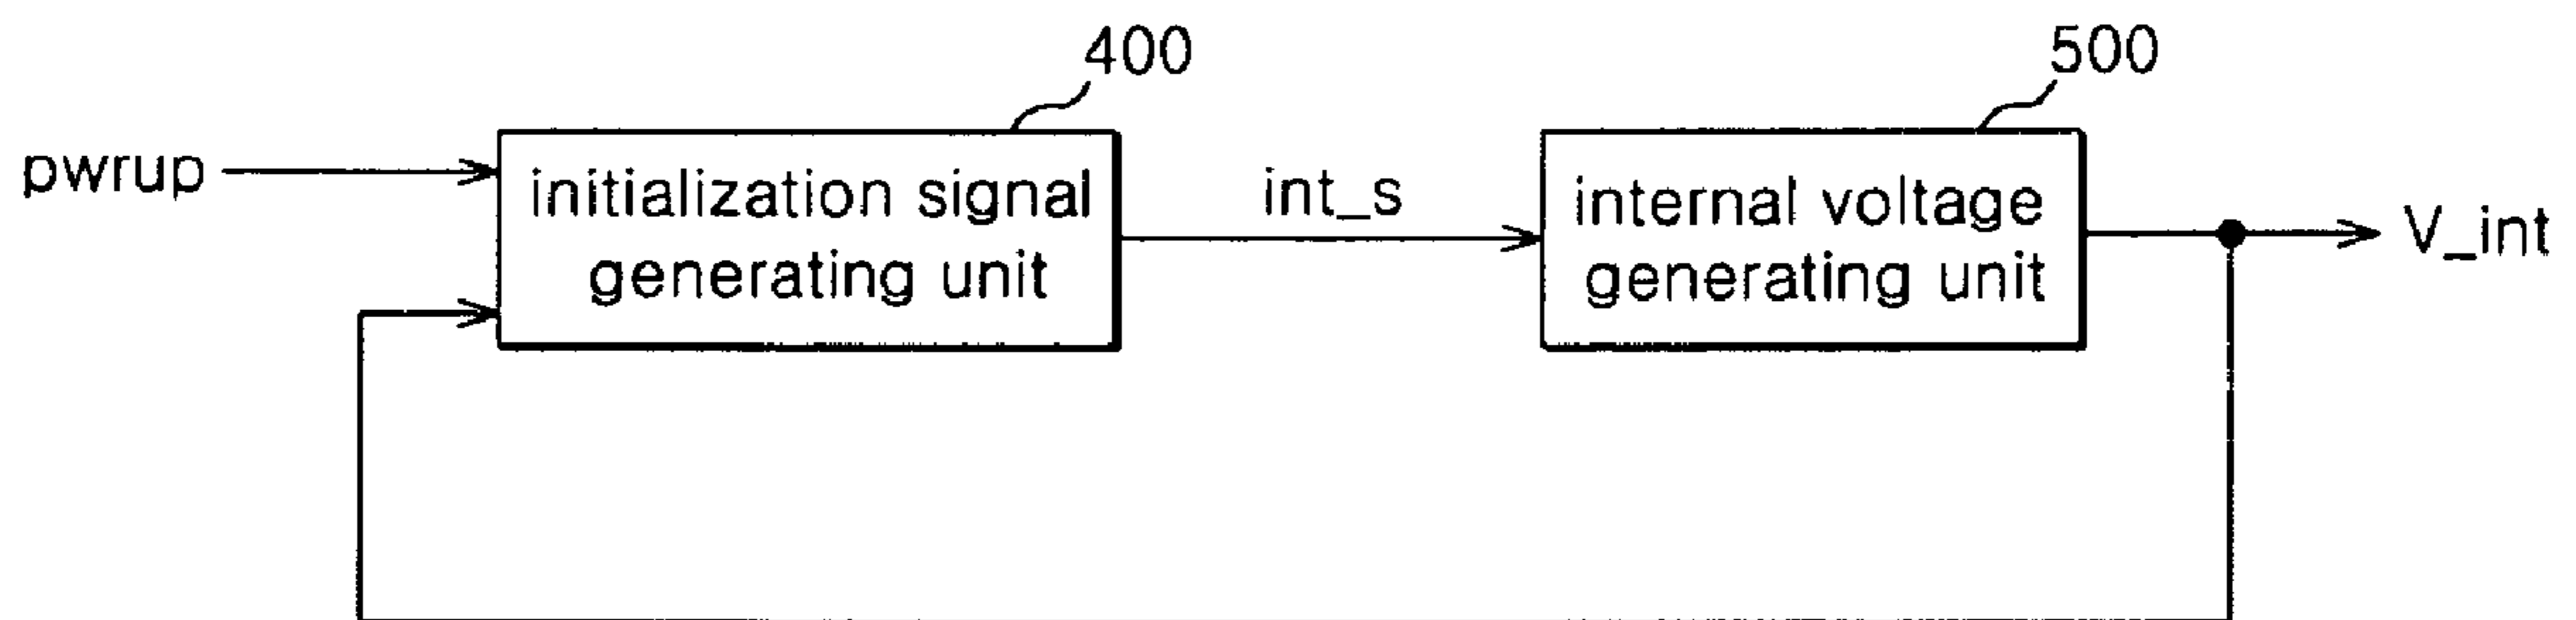 400
500
pwrup
initialization signal
generating unit
int_s
internal voltage
generating unit
V_int